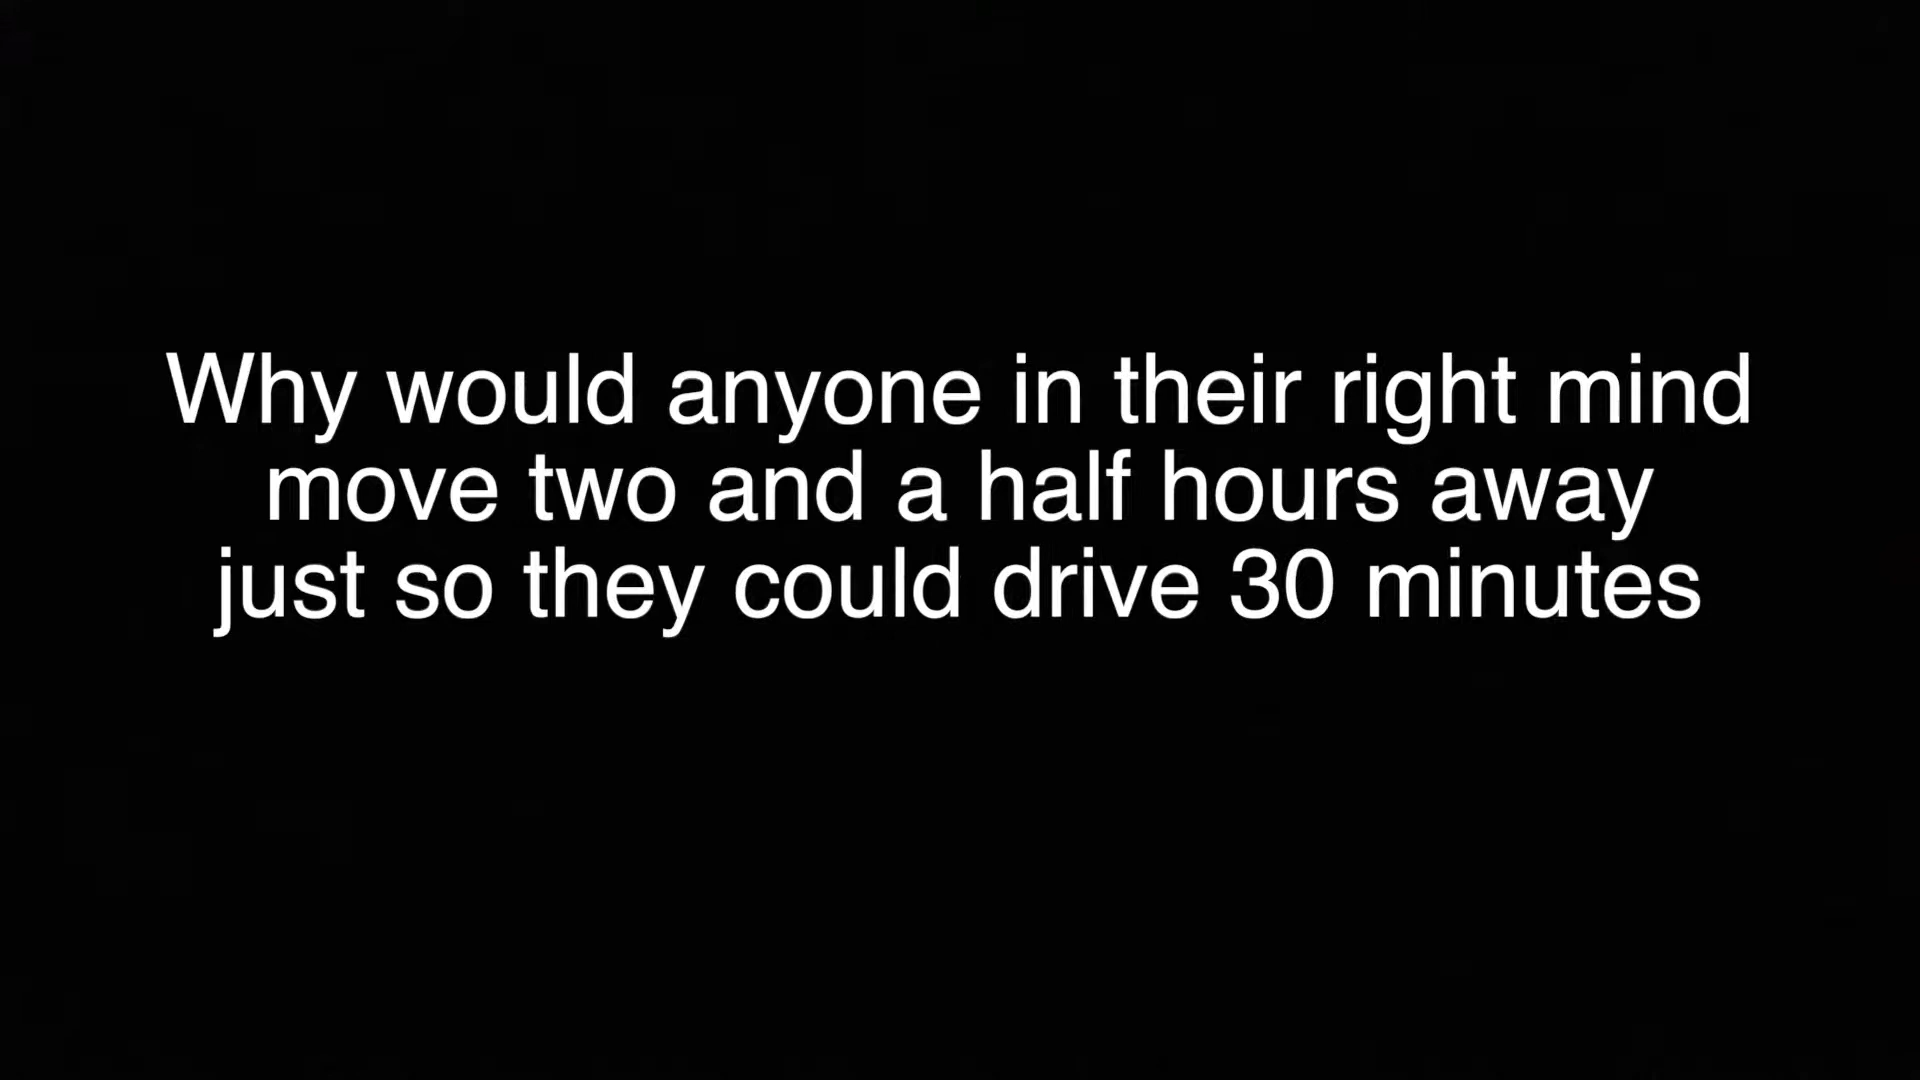 Why would anyone in their right mind
move two and a half hours away
just so they could drive 30 minutes